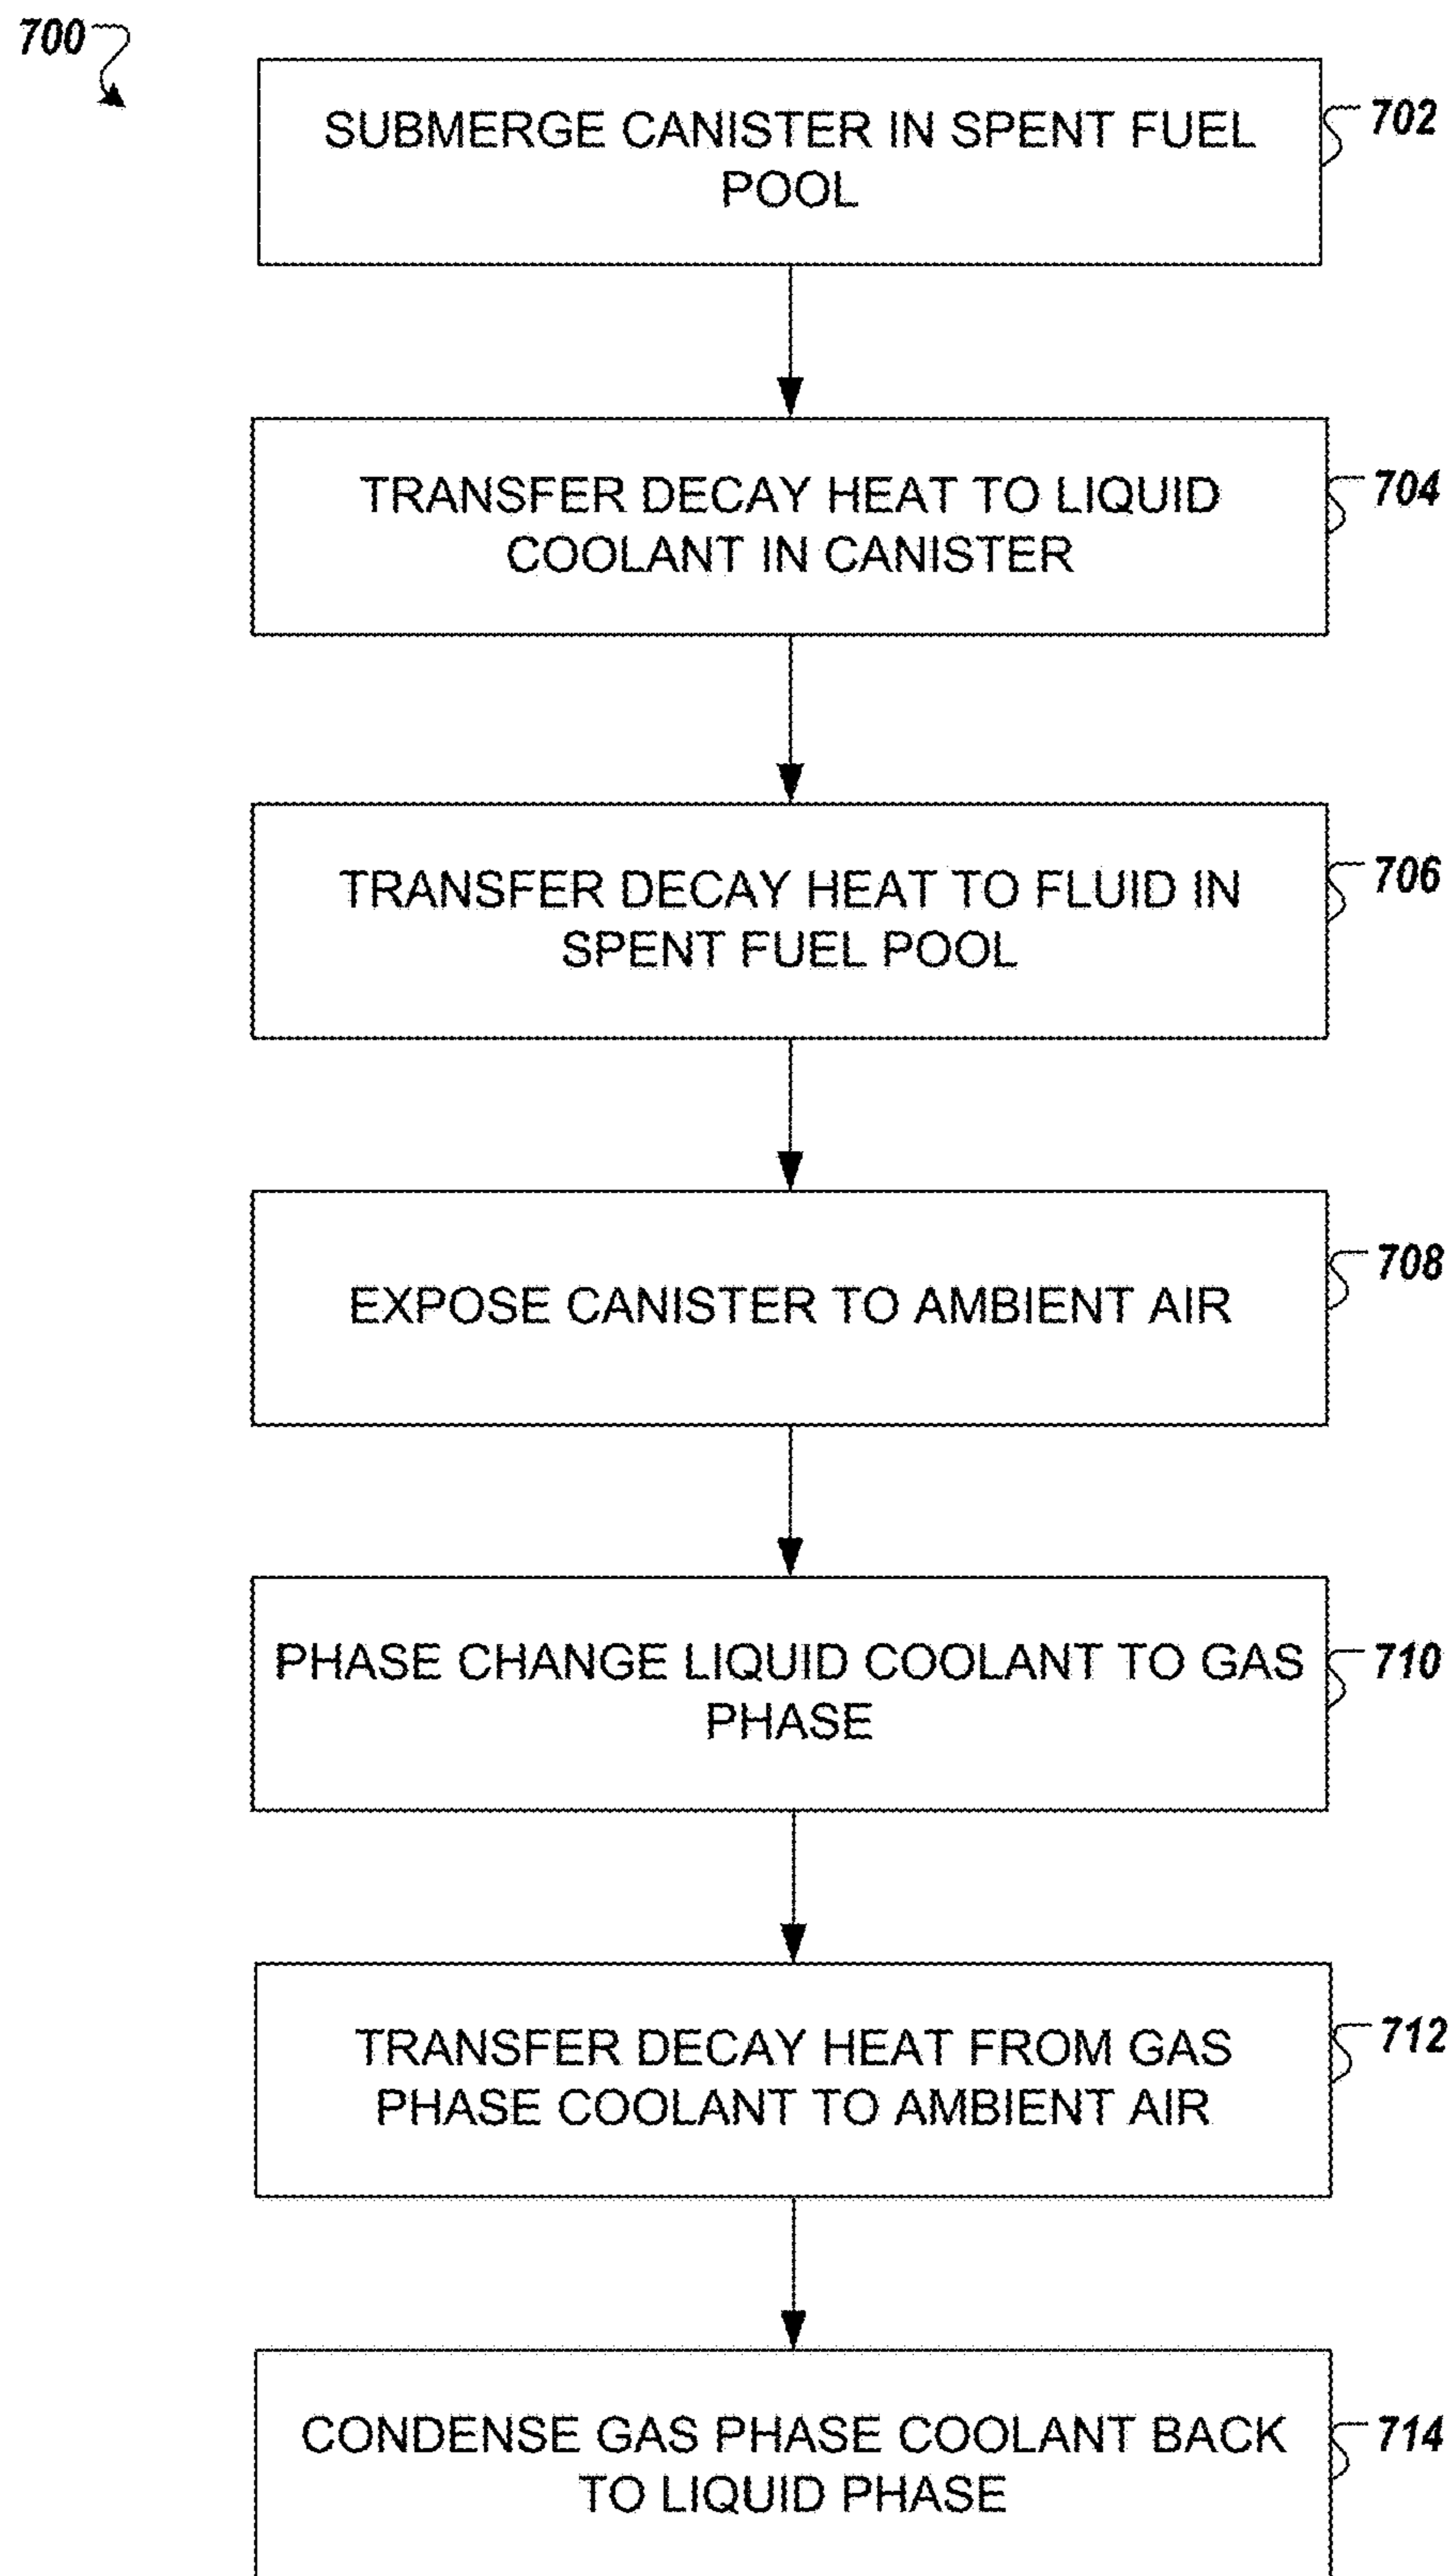 700
SUBMERGE CANISTER IN SPENT FUEL
POOL
702
TRANSFER DECAY HEAT TO LIQUID
COOLANT IN CANISTER
704
TRANSFER DECAY HEAT TO FLUID IN
SPENT FUEL POOL
706
EXPOSE CANISTER TO AMBIENT AIR
708
PHASE CHANGE LIQUID COOLANT TO GAS
PHASE
710
TRANSFER DECAY HEAT FROM GAS
PHASE COOLANT TO AMBIENT AIR
712
CONDENSE GAS PHASE COOLANT BACK
TO LIQUID PHASE
714